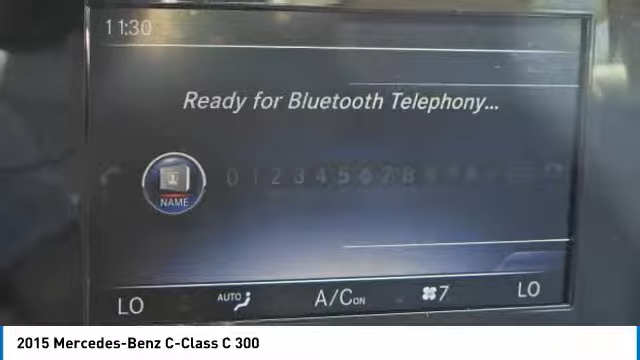 11:30
Ready for Bluetooth Telephony...
NAME
0 1 2 3 4 5 6 7 8
LO AUTO A/C ON 7 LO
2015 Mercedes-Benz C-Class C 300